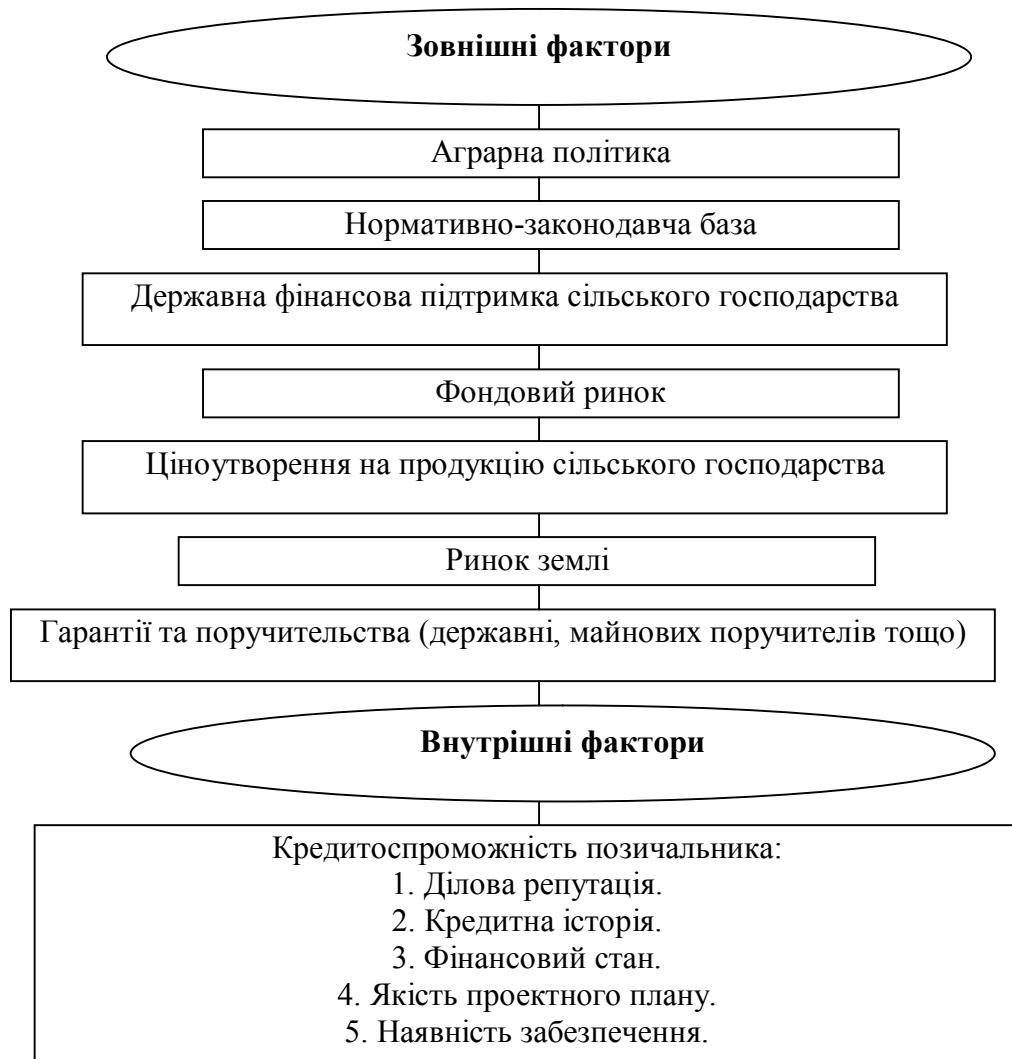 Зовнішні фактори
Аграрна політика
Нормативно-законодавча база
Державна фінансова підтримка сільського господарства
Фондовий ринок
Ціноутворення на продукцію сільського господарства
Ринок землі
Гарантії та поручительства (державні, майнових поручителів тощо)
Внутрішні фактори
Кредитоспроможність позичальника:
1. Ділова репутація.
2. Кредитна історія.
3. Фінансовий стан.
4. Якість проектного плану.
5. Наявність забезпечення.